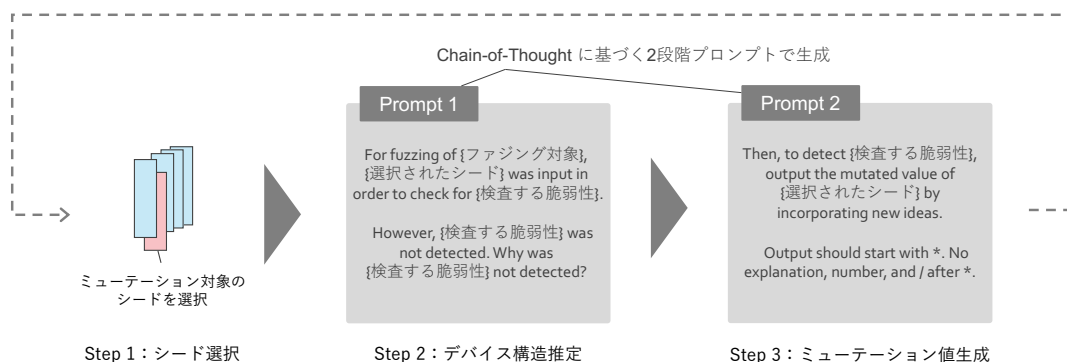 Chain-of-Thought に基づく2段階プロンプトで生成
Prompt 1
For fuzzing of {ファジング対象},
{選択されたシード} was input in
order to check for {検査する脆弱性}.
However, {検査する脆弱性} was
not detected. Why was
{検査する脆弱性} not detected?
Prompt 2
Then, to detect {検査する脆弱性},
output the mutated value of
{選択されたシード} by
incorporating new ideas.
Output should start with *. No
explanation, number, and / after *.
ミューテーション対象の
シードを選択
Step 1：シード選択
Step 2：デバイス構造推定
Step 3：ミューテーション値生成